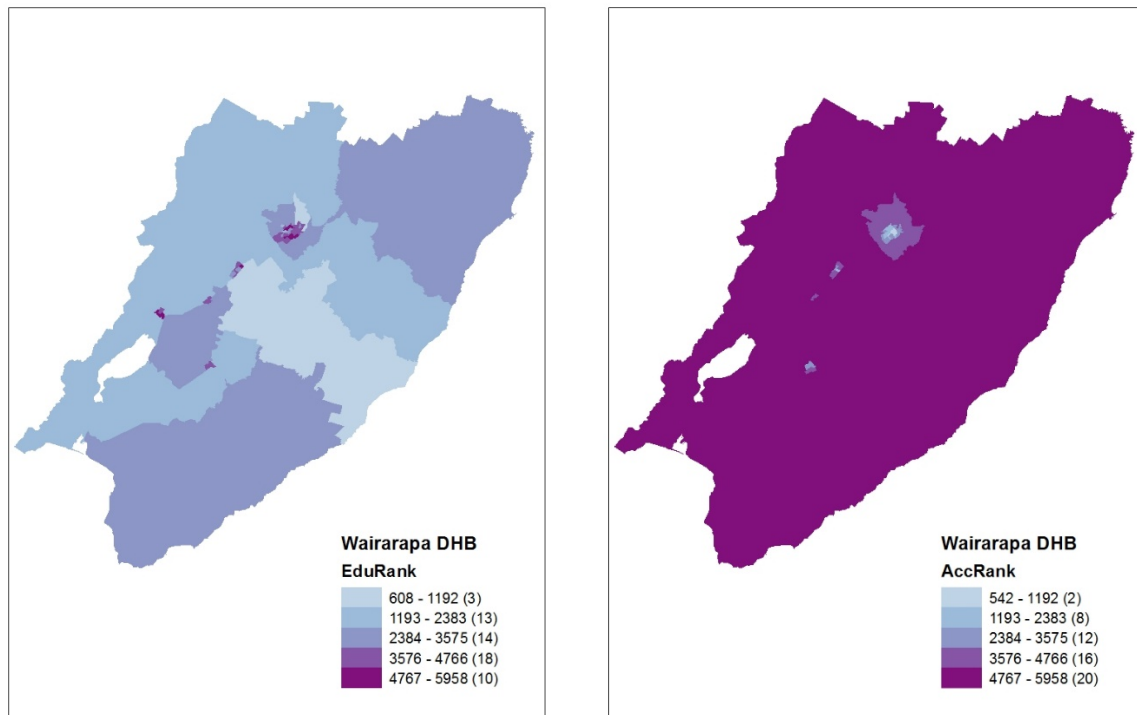 Wairarapa DHB
EduRank
608 - 1192 (3)
1193 - 2383 (13)
2384 - 3575 (14)
3576 - 4766 (18)
4767 - 5958 (10)
Wairarapa DHB
AccRank
542 - 1192 (2)
1193 - 2383 (8)
2384 - 3575 (12)
3576 - 4766 (16)
4767 - 5958 (20)